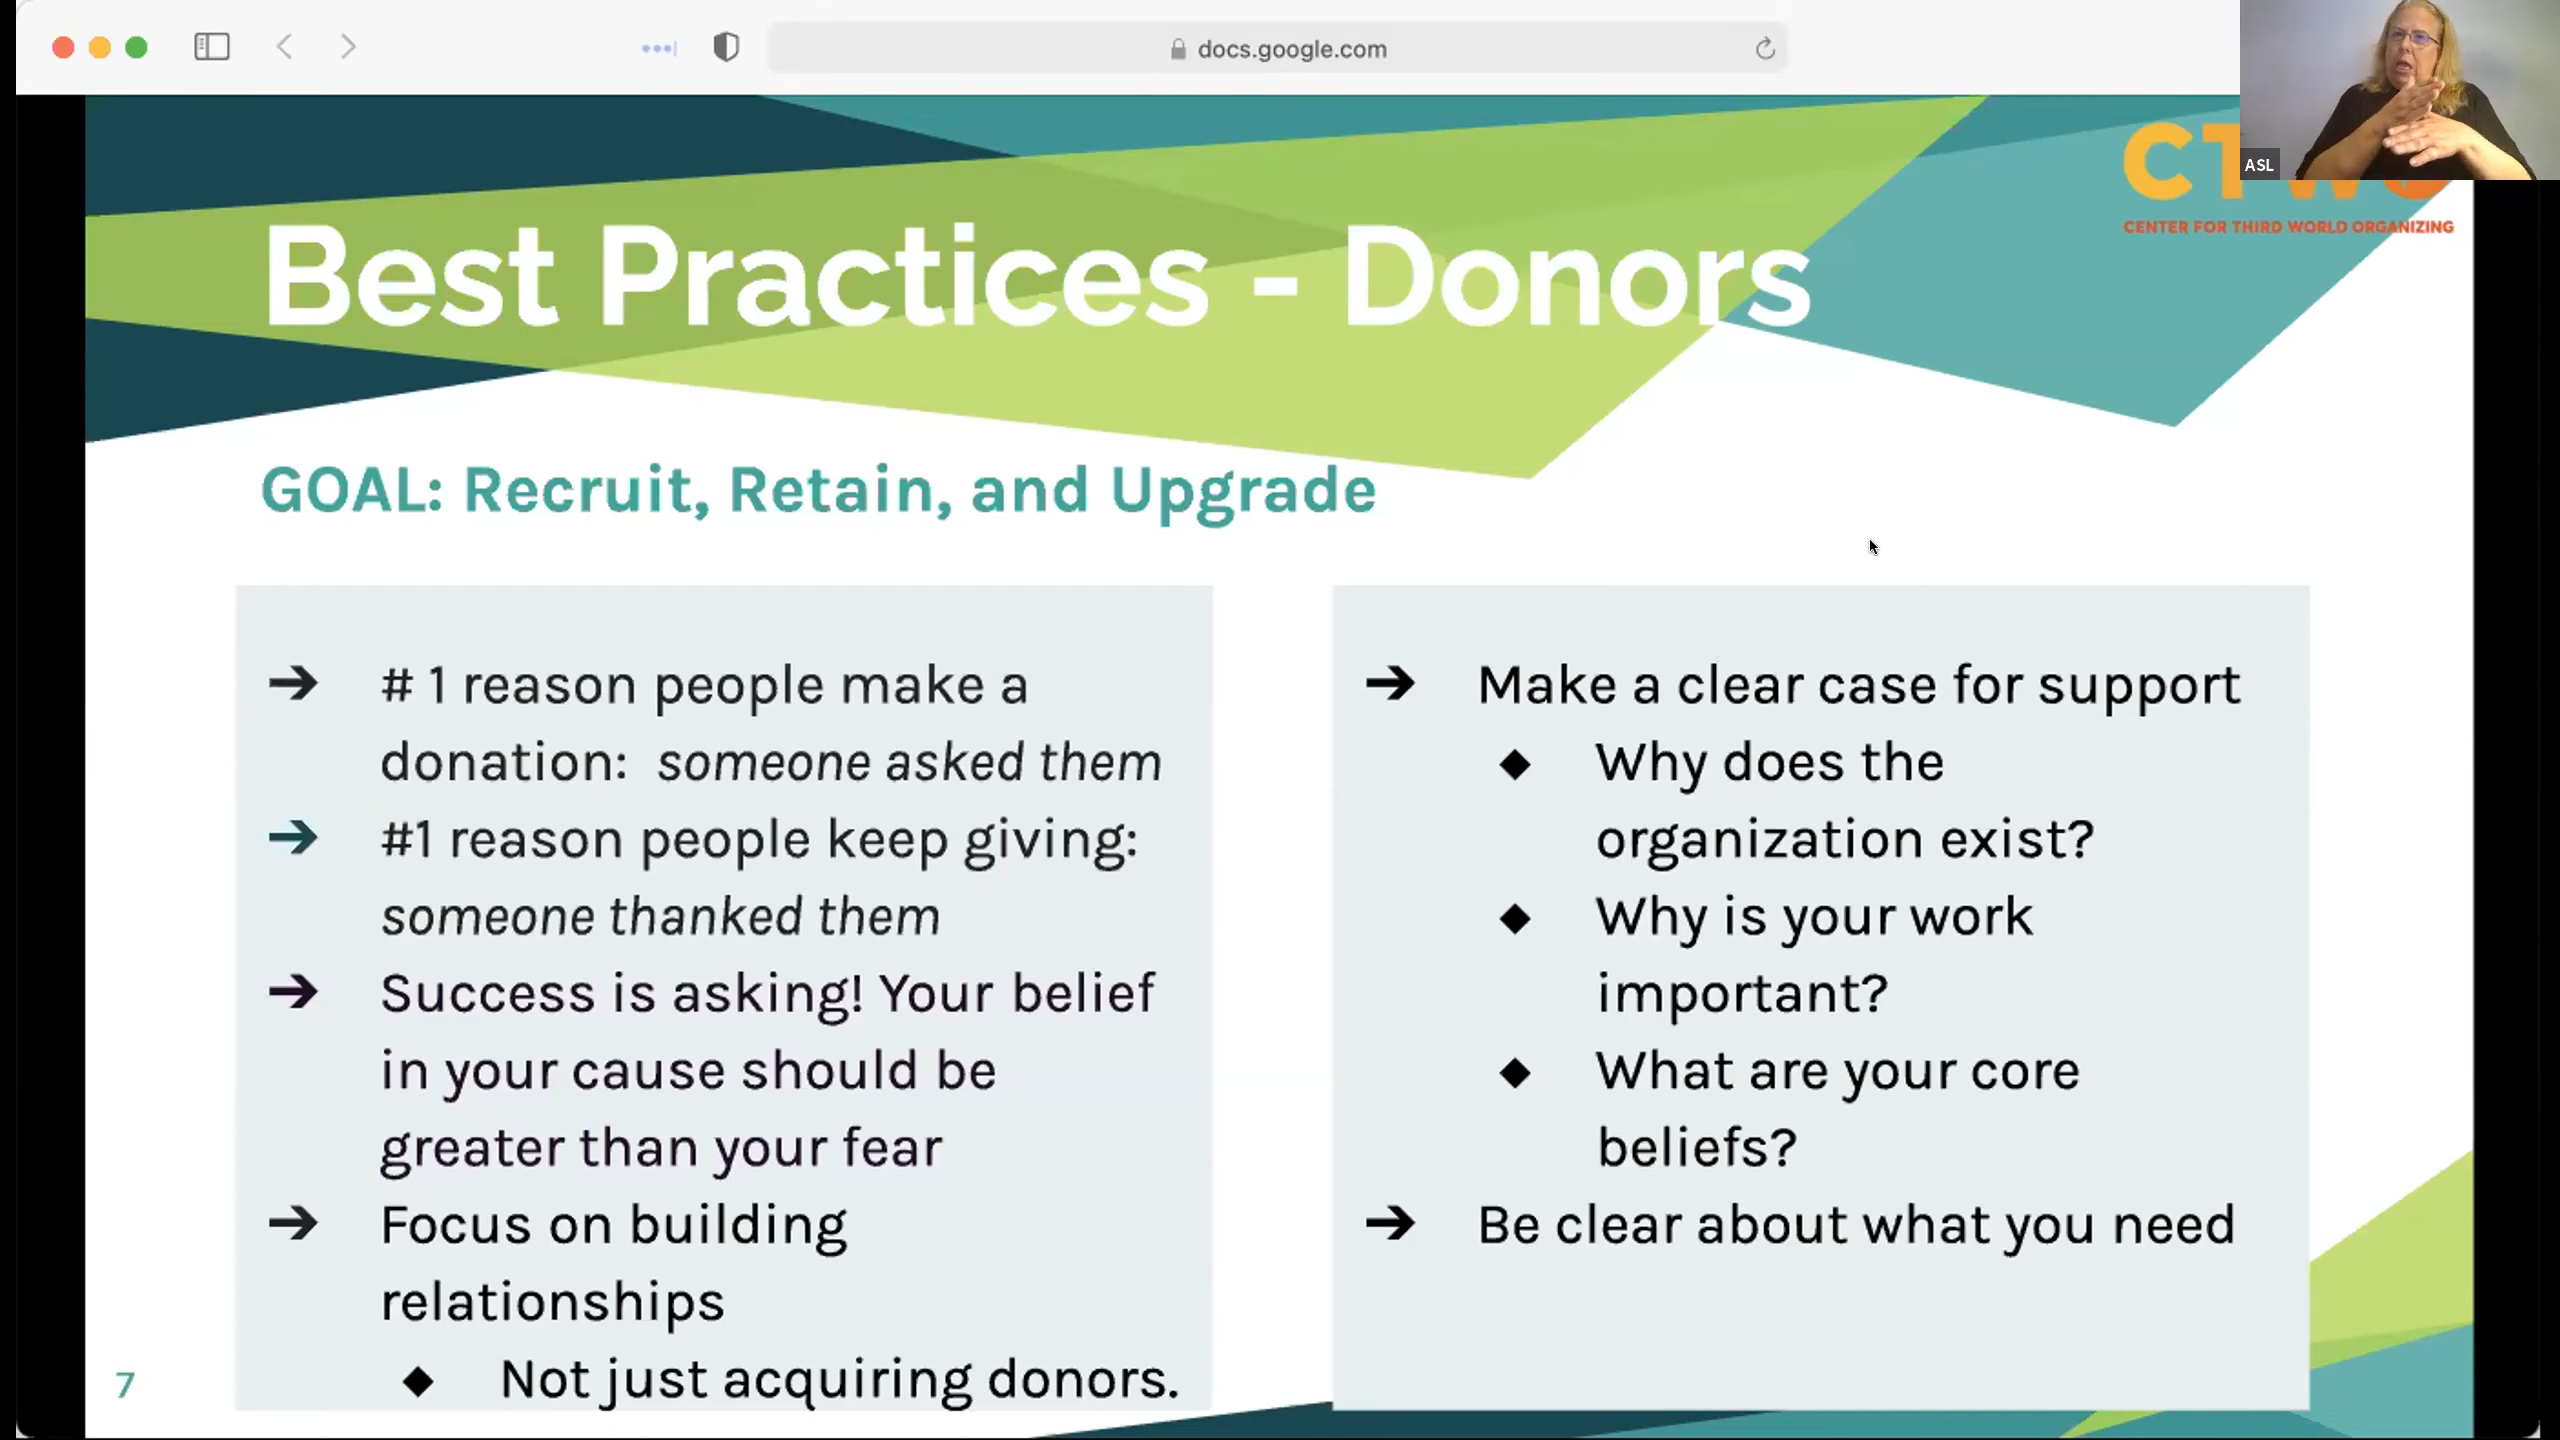 docs.google.com
ASL
CENTER FOR THIRD WORLD ORGANIZING
Best Practices - Donors
GOAL: Recruit, Retain, and Upgrade
➔ # 1 reason people make a
donation: someone asked them
➔ #1 reason people keep giving:
someone thanked them
➔ Success is asking! Your belief
in your cause should be
greater than your fear
➔ Focus on building
relationships
◆ Not just acquiring donors.
➔ Make a clear case for support
◆ Why does the
organization exist?
◆ Why is your work
important?
◆ What are your core
beliefs?
➔ Be clear about what you need
7